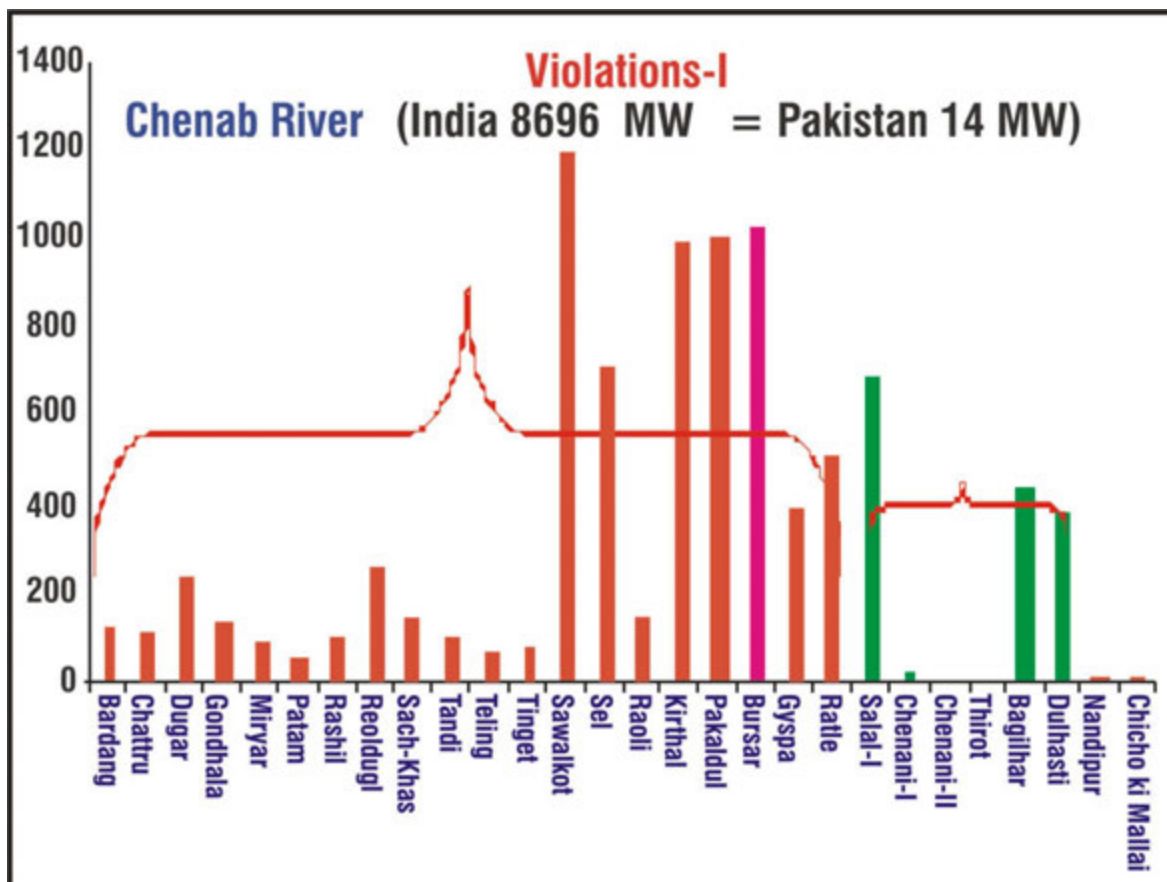 Violations-I
Chenab River (India 8696 MW = Pakistan 14 MW)
1400
1200
1000
800
600
400
200
0
Bardang
Chattru
Dugar
Gondhala
Miryar
Patam
Rashil
Reoldugl
Sach-Khas
Tandi
Teling
Tinget
Sawalkot
Sel
Raoli
Kirthal
Pakaldul
Bursar
Gyspa
Ratle
Salal-I
Chenani-I
Chenani-II
Thirot
Bagilhar
Dulhasti
Nandipur
Chicho ki Mallai